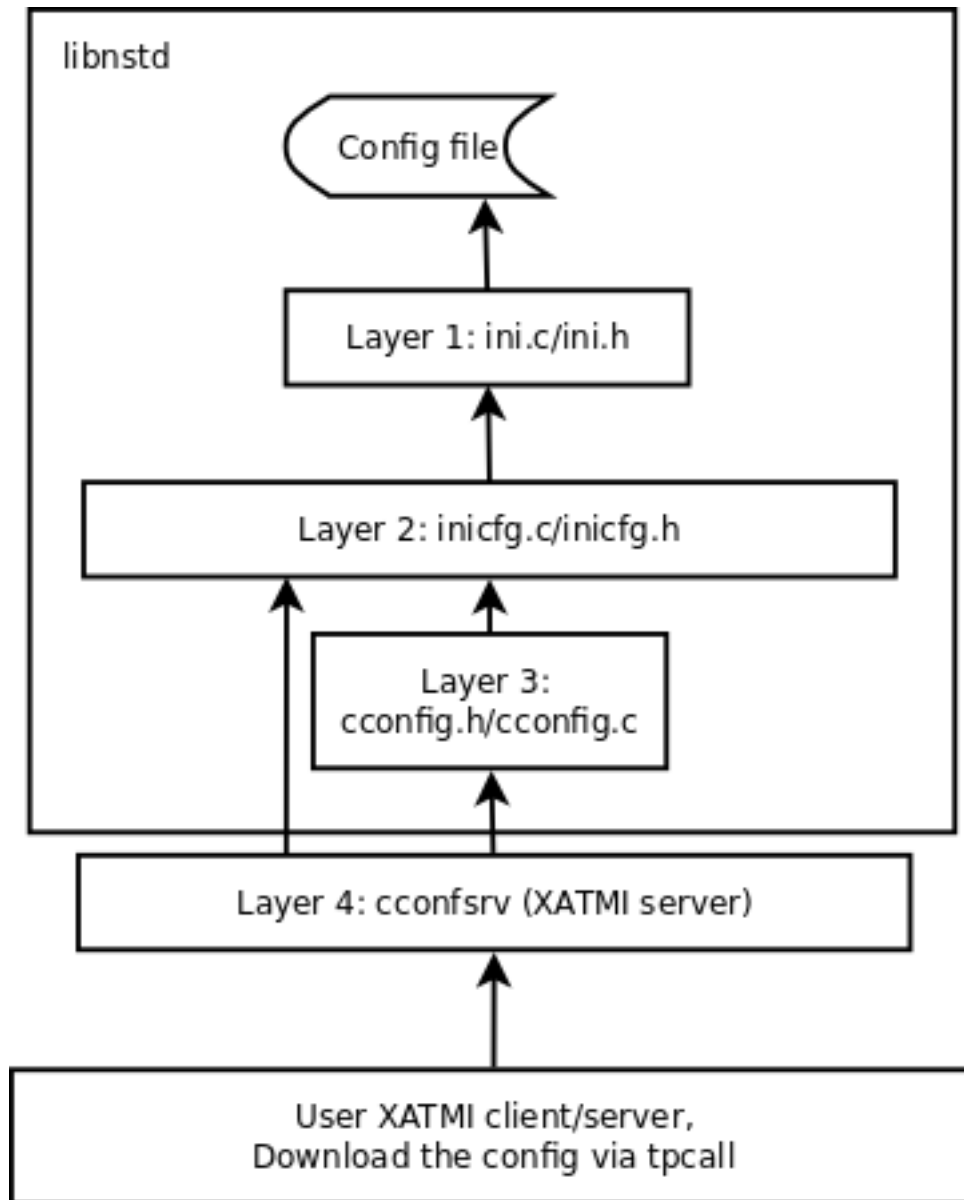 libnstd
Config file
Layer 1: ini.c/ini.h
Layer 2: inicfg.c/inicfg.h
Layer 3:
cconfig.h/cconfig.c
Layer 4: cconfsrv (XATMI server)
User XATMI client/server,
Download the config via tpcall